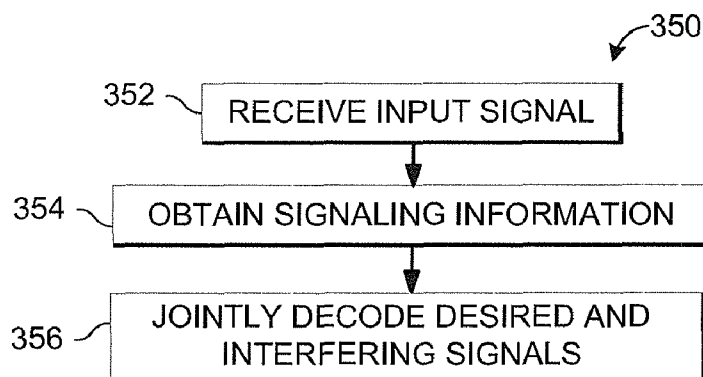 350
352
RECEIVE INPUT SIGNAL
354
OBTAIN SIGNALING INFORMATION
356
JOINTLY DECODE DESIRED AND
INTERFERING SIGNALS